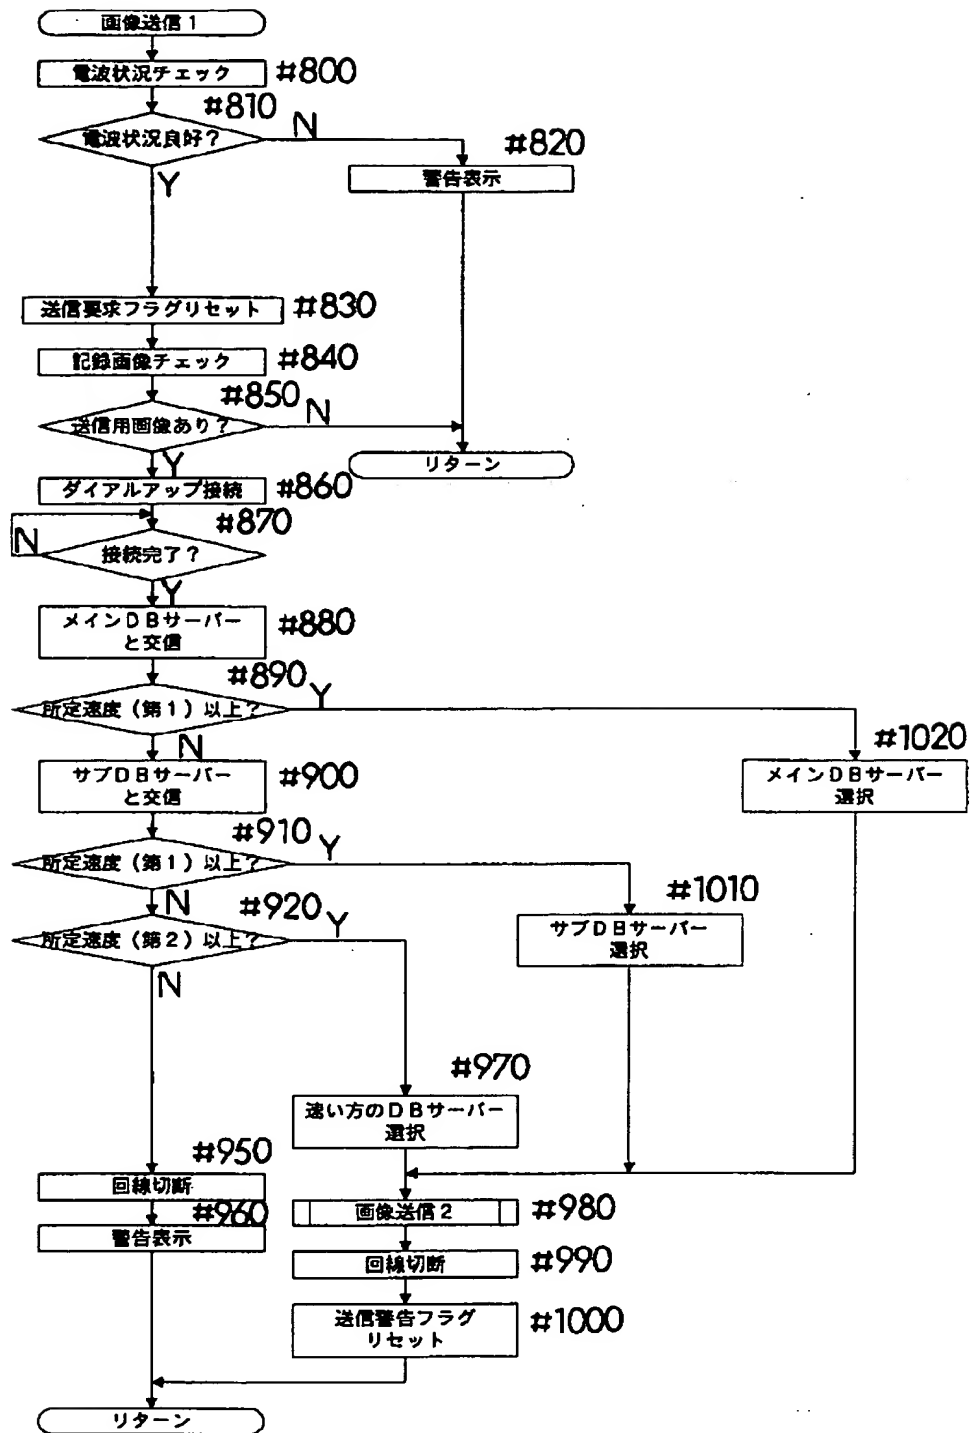 画像送信1
電波状況チェック #800
#810
電波状況良好? N
#820
警告表示
Y
送信要求フラグリセット #830
記録画像チェック #840
#850
送信用画像あり? N
リターン
Y
ダイアルアップ接続 #860
#870
N
接続完了?
Y
メインDBサーバー
と交信
#880
#890
所定速度(第1)以上? Y
#1020
メインDBサーバー
選択
N
サブDBサーバー
と交信
#900
#910
所定速度(第1)以上? Y
#1010
サブDBサーバー
選択
N
#920
所定速度(第2)以上? Y
N
#970
速い方のDBサーバー
選択
#950
回線切断
#960
警告表示
画像送信2 #980
回線切断 #990
送信警告フラグ
リセット
#1000
リターン